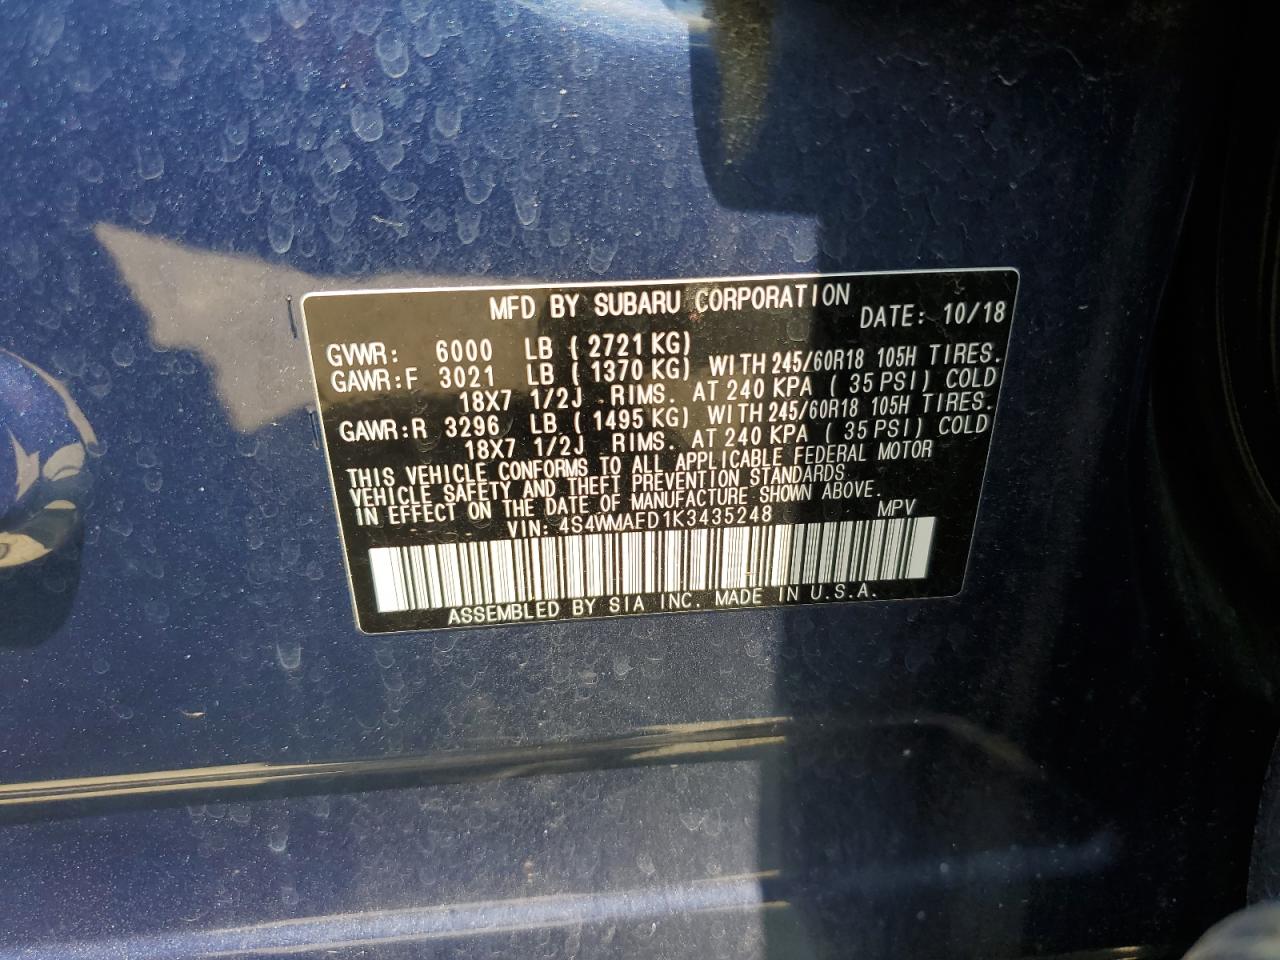 MFD BY SUBARU CORPORATION
DATE: 10/18
GVWR: 6000 LB ( 2721 KG)
GAWR:F 3021 LB ( 1370 KG) WITH 245/60R18 105H TIRES.
18X7 1/2J RIMS. AT 240 KPA ( 35 PSI) COLD
GAWR:R 3296 LB ( 1495 KG) WITH 245/60R18 105H TIRES.
18X7 1/2J RIMS. AT 240 KPA ( 35 PSI) COLD
THIS VEHICLE CONFORMS TO ALL APPLICABLE FEDERAL MOTOR
VEHICLE SAFETY AND THEFT PREVENTION STANDARDS
IN EFFECT ON THE DATE OF MANUFACTURE SHOWN ABOVE.
VIN: 4S4WMAFD1K3435248 MPV
ASSEMBLED BY SIA INC. MADE IN U.S.A.